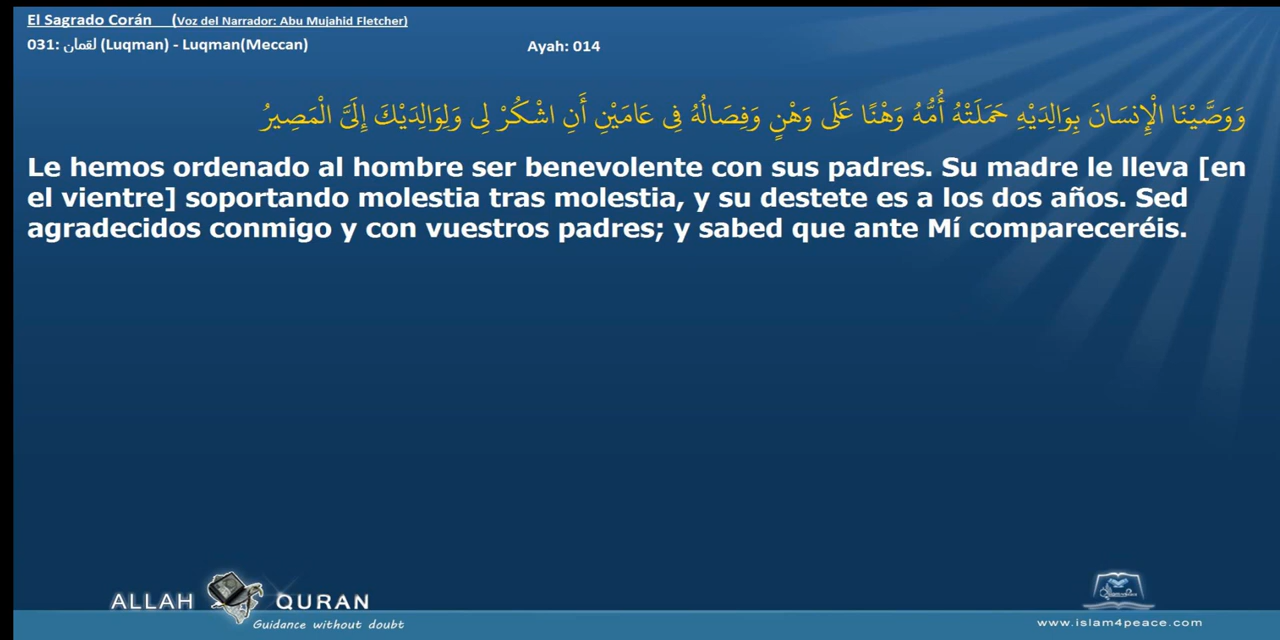 El Sagrado Corán (Voz del Narrador: Abu Mujahid Fletcher)
031: لقمان (Luqman) - Luqman(Meccan) Ayah: 014
وَوَصَّيْنَا الْإِنسَانَ بِوَالِدَيْهِ حَمَلَتْهُ أُمُّهُ وَهْنًا عَلَى وَهْنٍ وَفِصَالُهُ فِي عَامَيْنِ أَنِ اشْكُرْ لِي وَلِوَالِدَيْكَ إِلَيَّ الْمَصِيرُ
Le hemos ordenado al hombre ser benevolente con sus padres. Su madre le lleva [en
el vientre] soportando molestia tras molestia, y su destete es a los dos años. Sed
agradecidos conmigo y con vuestros padres; y sabed que ante Mí compareceréis.
ALLAH QURAN
Guidance without doubt
www.islam4peace.com